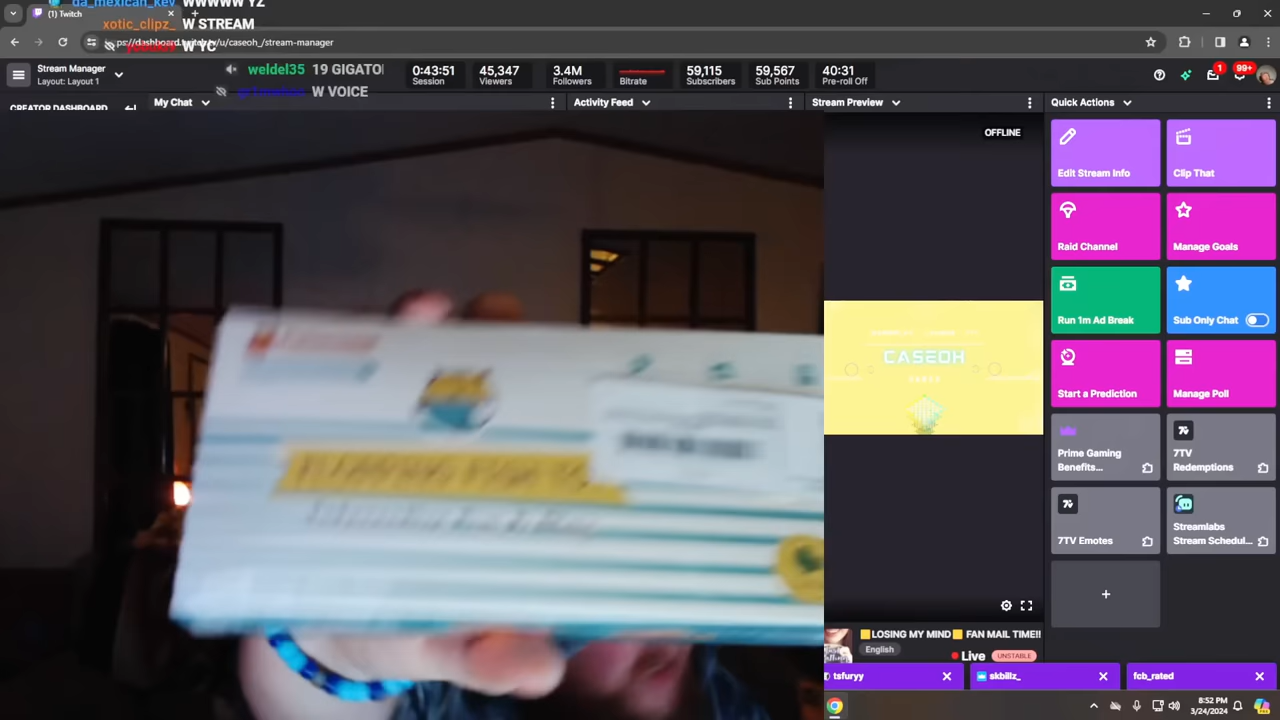 da_mexican_key WWWWW YZ
[1] Twitch
xotic_clipz_ W STREAM
ps://dashboard.twitch.tv/u/caseoh_/stream-manager
W YC
Stream Manager
Layout: Layout 1
weldel35 19 GIGATO
W VOICE
0:43:51
Session
45,347
Viewers
3.4M
Followers
Bitrate
59,115
Subscribers
59,567
Sub Points
40:31
Pre-roll Off
1
99+
CREATOR DASHBOARD
My Chat
Activity Feed
Stream Preview
Quick Actions
OFFLINE
CASEOH
Edit Stream Info
Clip That
Raid Channel
Manage Goals
Run 1m Ad Break
Sub Only Chat
Start a Prediction
Manage Poll
Prime Gaming
Benefits...
7TV
Redemptions
7TV Emotes
Streamlabs
Stream Schedul...
LOSING MY MIND FAN MAIL TIME!!
English
Live UNSTABLE
tsfuryy
skbillz_
fcb_rated
8:52 PM
3/24/2024